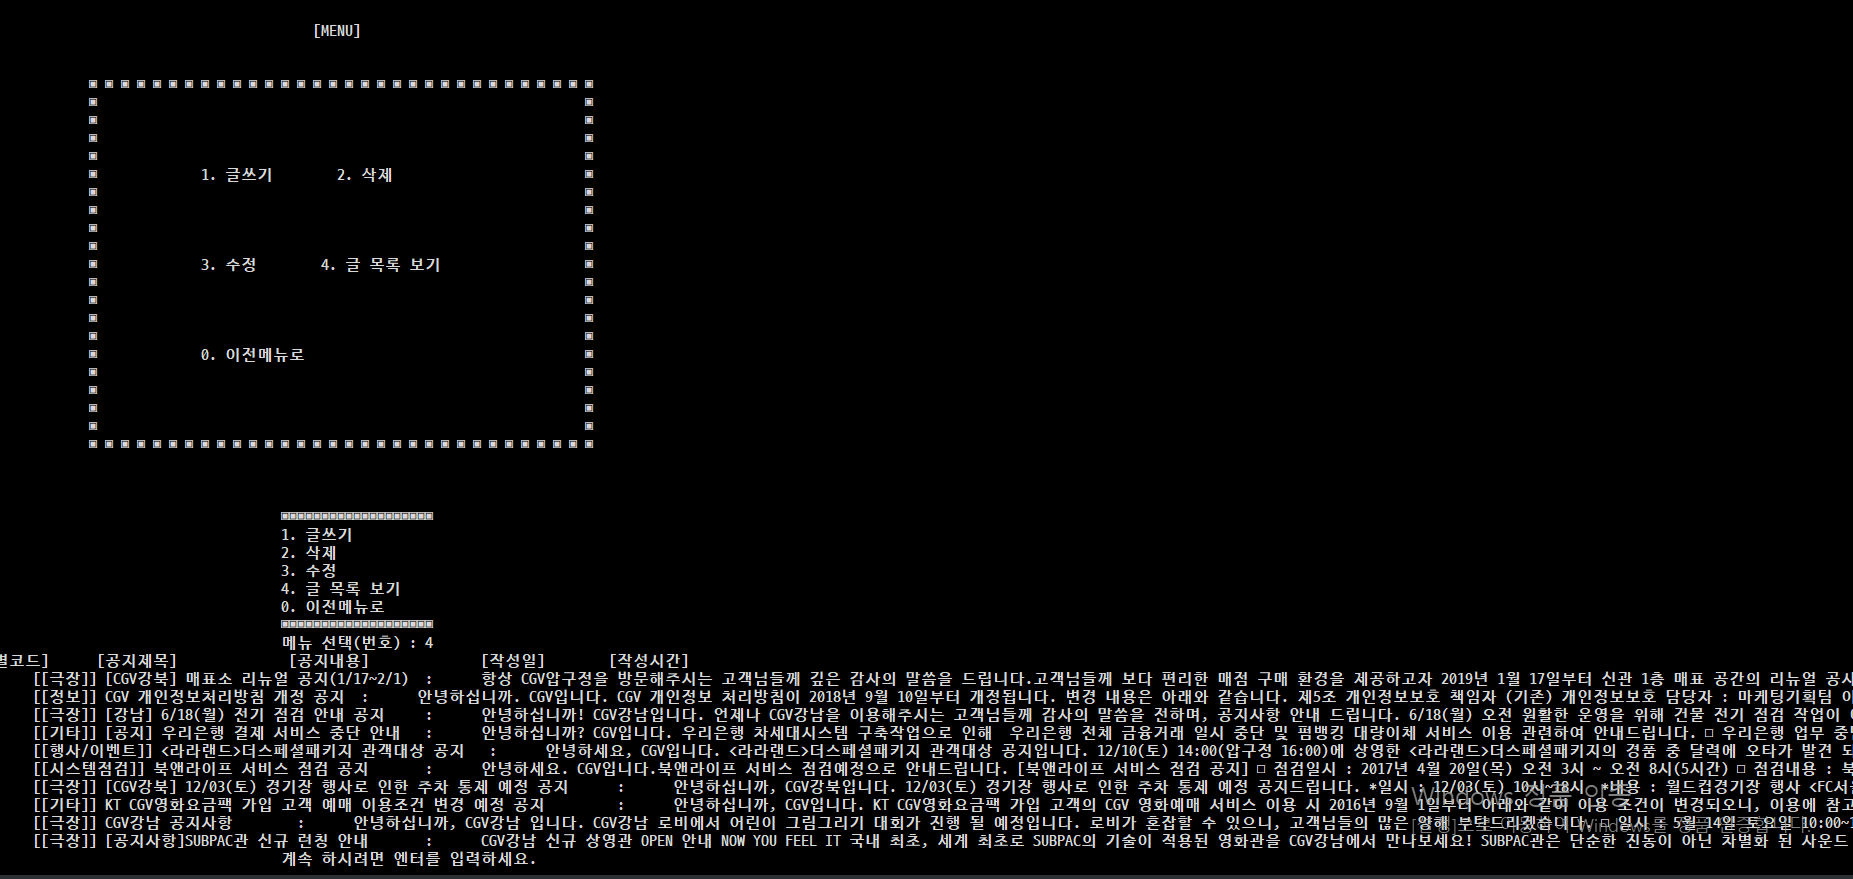 [MENU]
1. 글쓰기 2. 삭제
3. 수정 4. 글 목록 보기
0. 이전메뉴로
1. 글쓰기
2. 삭제
3. 수정
4. 글 목록 보기
0. 이전메뉴로
메뉴 선택(번호) : 4
별코드] [공지제목] [공지내용] [작성일] [작성시간]
[[극장]] [CGV강북] 매표소 리뉴얼 공지(1/17~2/1) : 항상 CGV압구정을 방문해주시는 고객님들께 깊은 감사의 말씀을 드립니다.고객님들께 보다 편리한 매점 구매 환경을 제공하고자 2019년 1월 17일부터 신관 1층 매표 공간의 리뉴얼 공사
[[정보]] CGV 개인정보처리방침 개정 공지 : 안녕하십니까. CGV입니다. CGV 개인정보 처리방침이 2018년 9월 10일부터 개정됩니다. 변경 내용은 아래와 같습니다. 제5조 개인정보보호 책임자 (기존) 개인정보보호 담당자 : 마케팅기획팀 이
[[극장]] [강남] 6/18(월) 전기 점검 안내 공지 : 안녕하십니까! CGV강남입니다. 언제나 CGV강남을 이용해주시는 고객님들께 감사의 말씀을 전하며, 공지사항 안내 드립니다. 6/18(월) 오전 원활한 운영을 위해 건물 전기 점검 작업이
[[기타]] [공지] 우리은행 결제 서비스 중단 안내 : 안녕하십니까? CGV입니다. 우리은행 차세대시스템 구축작업으로 인해 우리은행 전체 금융거래 일시 중단 및 펌뱅킹 대량이체 서비스 이용 관련하여 안내드립니다. □ 우리은행 업무 중단
[[행사/이벤트]] <라라랜드>더스페셜패키지 관객대상 공지 : 안녕하세요, CGV입니다. <라라랜드>더스페셜패키지 관객대상 공지입니다. 12/10(토) 14:00(압구정 16:00)에 상영한 <라라랜드>더스페셜패키지의 경품 중 달력에 오타가 발견 되
[[시스템점검]] 북앤라이프 서비스 점검 공지 : 안녕하세요. CGV입니다.북앤라이프 서비스 점검예정으로 안내드립니다. [북앤라이프 서비스 점검 공지] □ 점검일시 : 2017년 4월 20일(목) 오전 3시 ~ 오전 8시(5시간) □ 점검내용 : 북
[[극장]] [CGV강북] 12/03(토) 경기장 행사로 인한 주차 통제 예정 공지 : 안녕하십니까, CGV강북입니다. 12/03(토) 경기장 행사로 인한 주차 통제 예정 공지드립니다. *일시 : 12/03(토) 10시~18시 *내용 : 월드컵경기장 행사 <FC서울
[[기타]] KT CGV영화요금팩 가입 고객 예매 이용조건 변경 예정 공지 : 안녕하십니까, CGV입니다. KT CGV영화요금팩 가입 고객의 CGV 영화예매 서비스 이용 시 2016년 9월 1일부터 아래와 같이 이용 조건이 변경되오니, 이용에 참고
[[극장]] CGV강남 공지사항 : 안녕하십니까, CGV강남 입니다. CGV강남 로비에서 어린이 그림그리기 대회가 진행 될 예정입니다. 로비가 혼잡할 수 있으니, 고객님들의 많은 양해 부탁드리겠습니다. □ 일시 : 5월 14일 토요일 10:00~1
[[극장]] [공지사항]SUBPAC관 신규 런칭 안내 : CGV강남 신규 상영관 OPEN 안내 NOW YOU FEEL IT 국내 최초, 세계 최초로 SUBPAC의 기술이 적용된 영화관을 CGV강남에서 만나보세요! SUBPAC관은 단순한 진동이 아닌 차별화 된 사운드
계속 하시려면 엔터를 입력하세요.
Windows 정품 인증